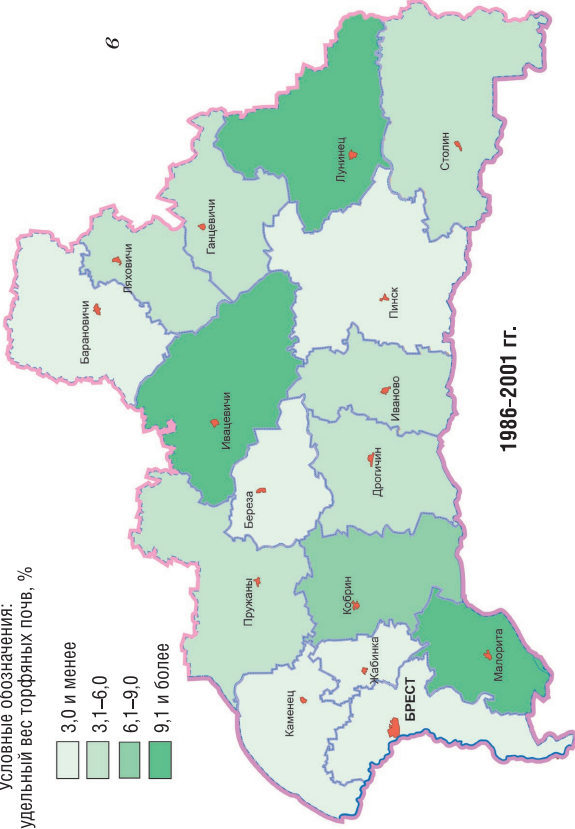 в
Условные обозначения:
удельный вес торфяных почв, %
3,0 и менее
3,1–6,0
6,1–9,0
9,1 и более
Барановичи
Ляховичи
Ганцевичи
Ивацевичи
Лунинец
Береза
Пружаны
Каменец
Пинск
Столин
Иваново
Дрогичин
Кобрин
Жабинка
БРЕСТ
Малорита
1986–2001 гг.